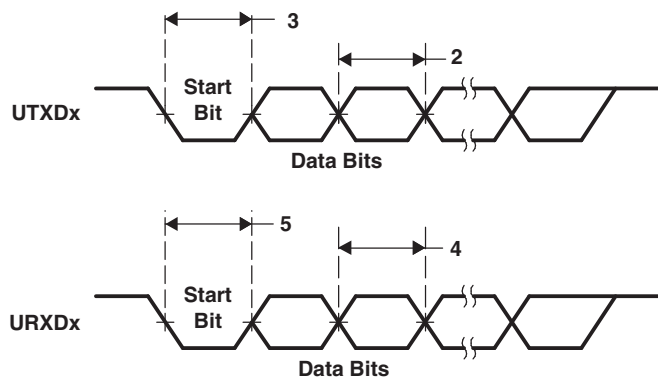 3
2
UTXDx
Start
Bit
Data Bits
5
4
URXDx
Start
Bit
Data Bits